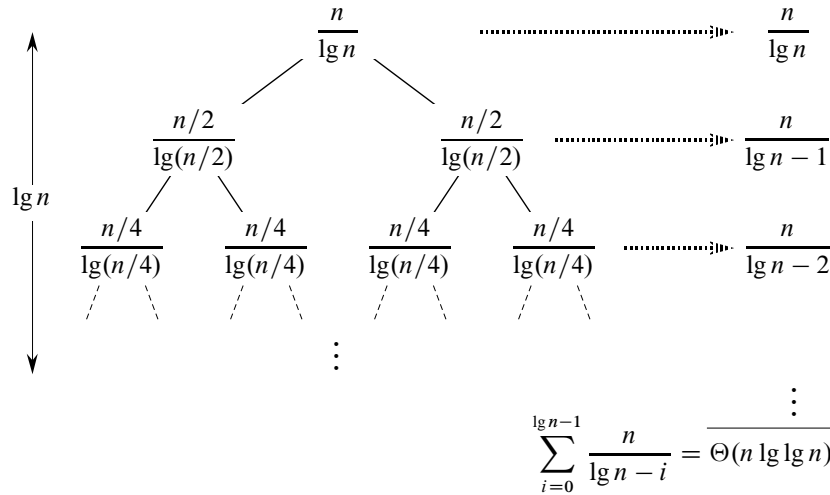 n/lg n n/lg n
(n/2)/lg(n/2) (n/2)/lg(n/2) n/(lg n − 1)
lg n
(n/4)/lg(n/4) (n/4)/lg(n/4) (n/4)/lg(n/4) (n/4)/lg(n/4) n/(lg n − 2)
⋮
⋮
∑_{i=0}^{lg n−1} n/(lg n − i) = Θ(n lg lg n)